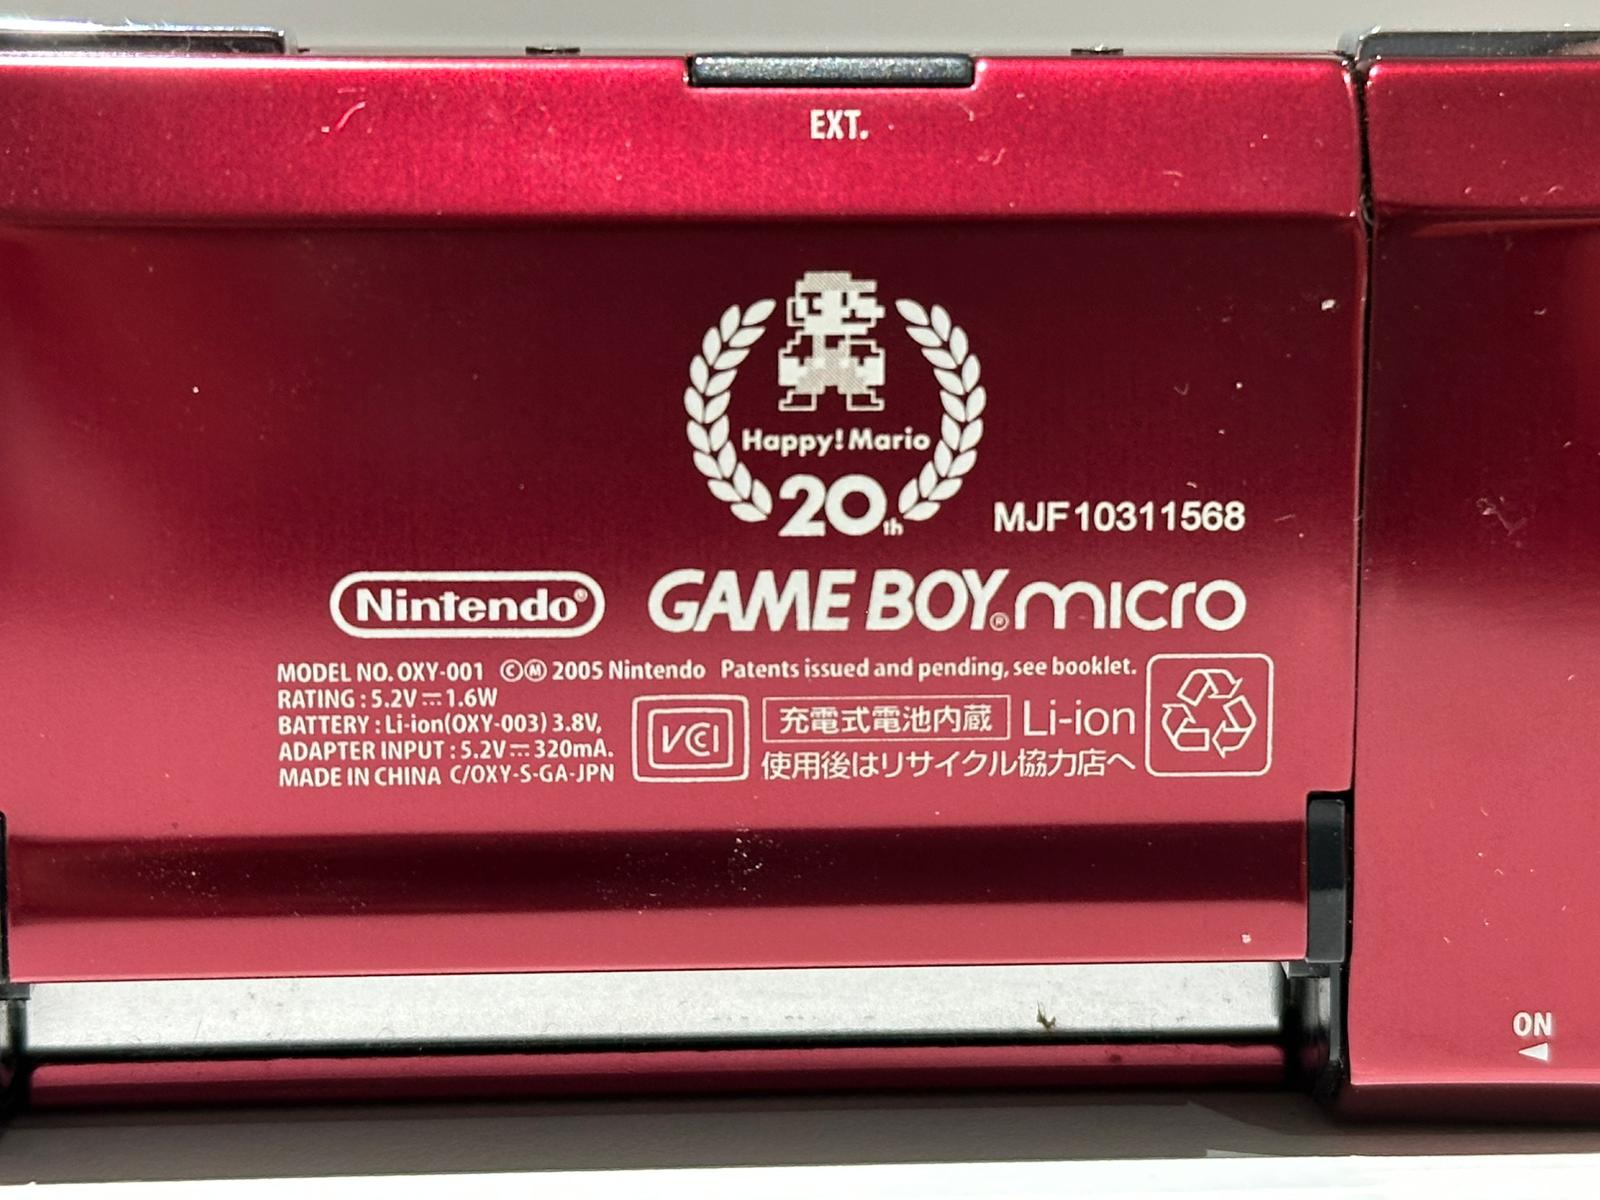 EXT.
Happy! Mario
20th
MJF10311568
Nintendo®
GAME BOY® micro
MODEL NO. OXY-001 ©Ⓜ 2005 Nintendo Patents issued and pending, see booklet.
RATING : 5.2V⎓1.6W
BATTERY : Li-ion(OXY-003) 3.8V,
ADAPTER INPUT : 5.2V⎓320mA.
MADE IN CHINA C/OXY-S-GA-JPN
VCCI
充電式電池内蔵 Li-ion
使用後はリサイクル協力店へ
ON